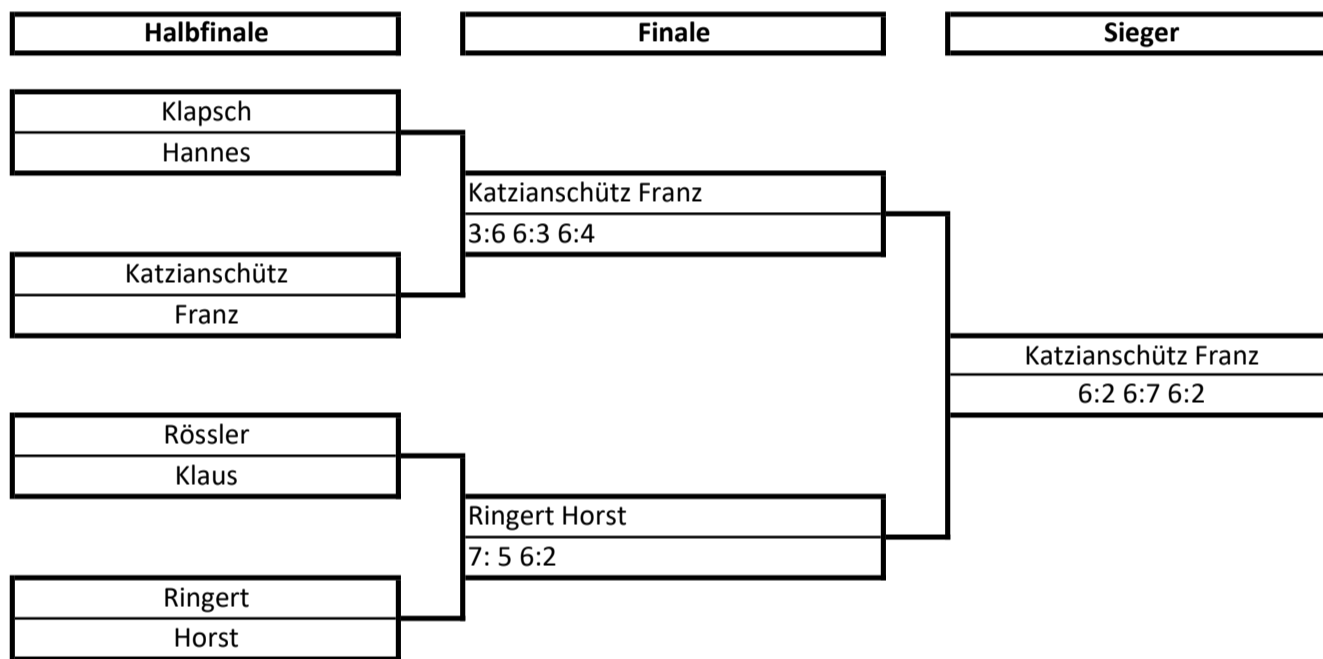 Halbfinale
Finale
Sieger
Klapsch
Hannes
Katzianschütz Franz
3:6 6:3 6:4
Katzianschütz
Franz
Katzianschütz Franz
6:2 6:7 6:2
Rössler
Klaus
Ringert Horst
7: 5 6:2
Ringert
Horst